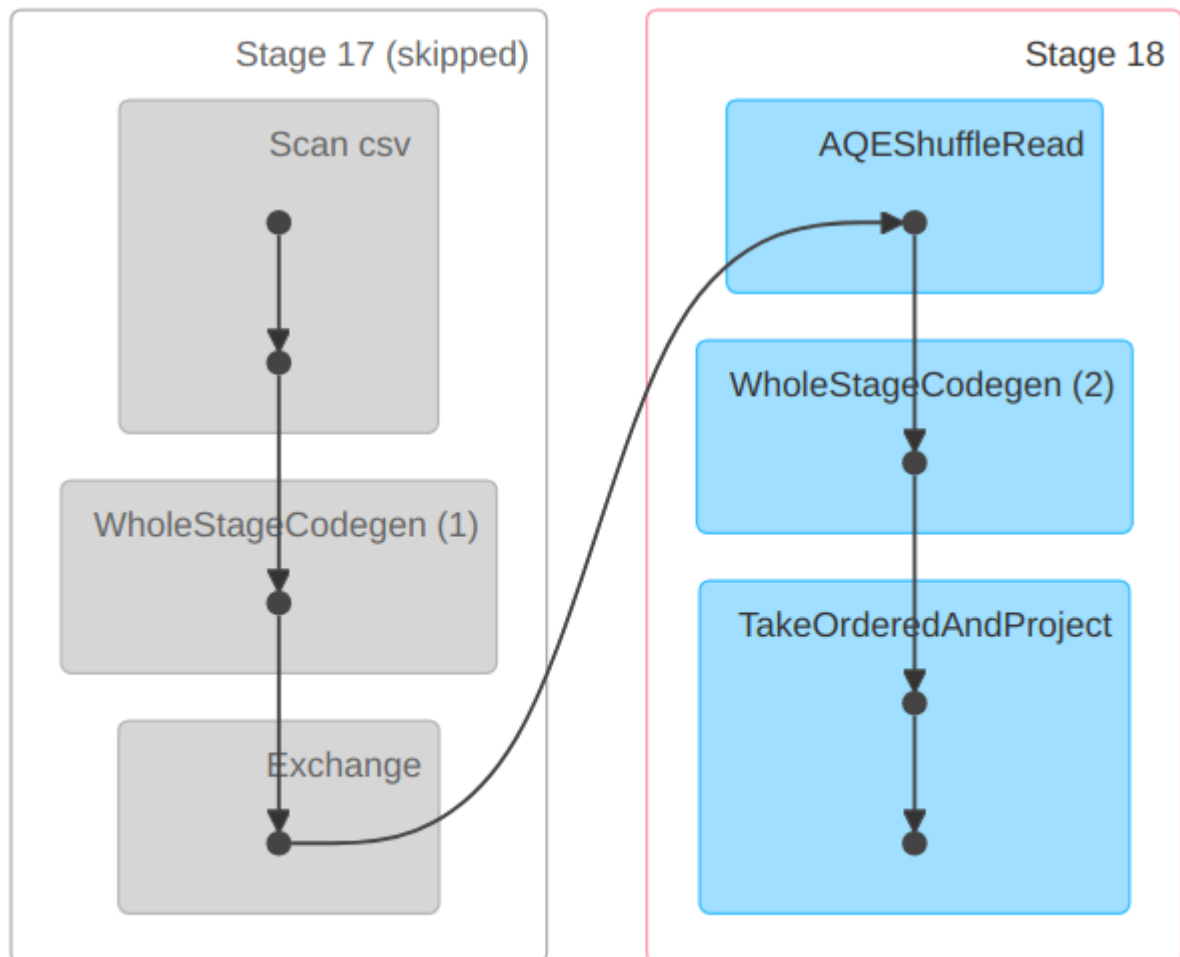 Stage 17 (skipped)
Scan csv
WholeStageCodegen (1)
Exchange
Stage 18
AQEShuffleRead
WholeStageCodegen (2)
TakeOrderedAndProject